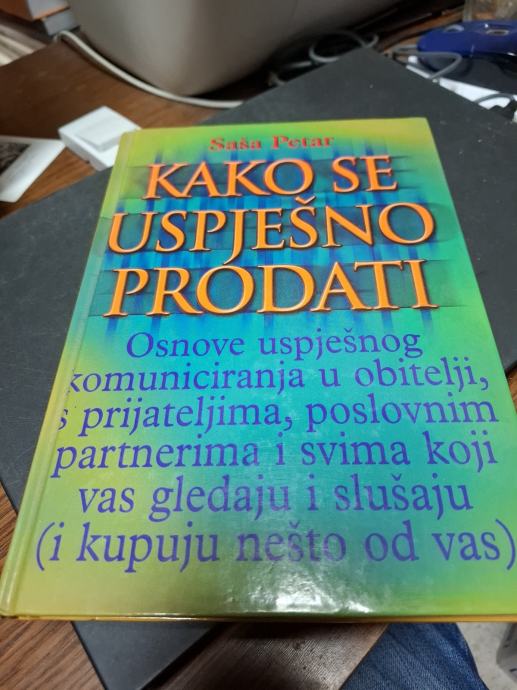 Saša Petar
KAKO SE
USPJEŠNO
PRODATI
Osnove uspješnog
komuniciranja u obitelji,
s prijateljima, poslovnim
partnerima i svima koji
vas gledaju i slušaju
(i kupuju nešto od vas)